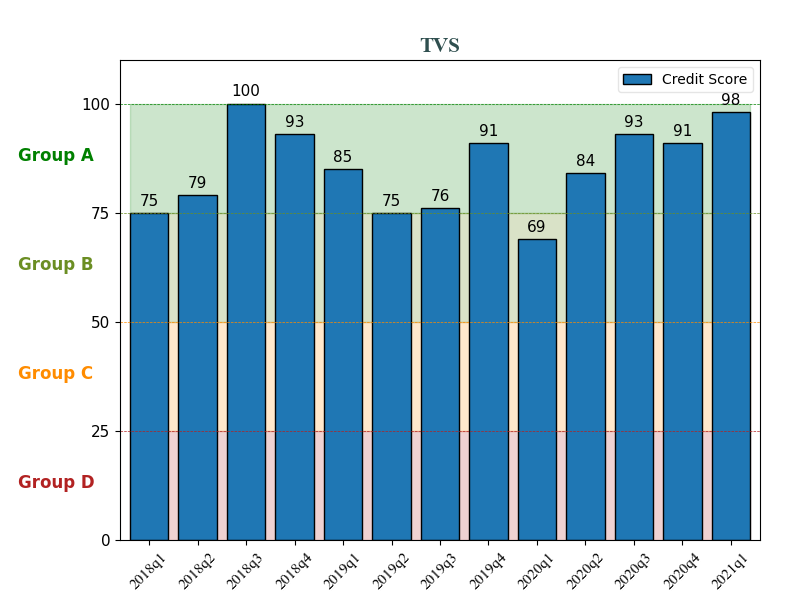 TVS
Credit Score
100
98
100
93
93
91
91
Group A
85
84
79
75
75
76
75
69
Group B
50
Group C
25
Group D
0
2018q1
2018q2
2018q3
2018q4
2019q1
2019q2
2019q3
2019q4
2020q1
2020q2
2020q3
2020q4
2021q1